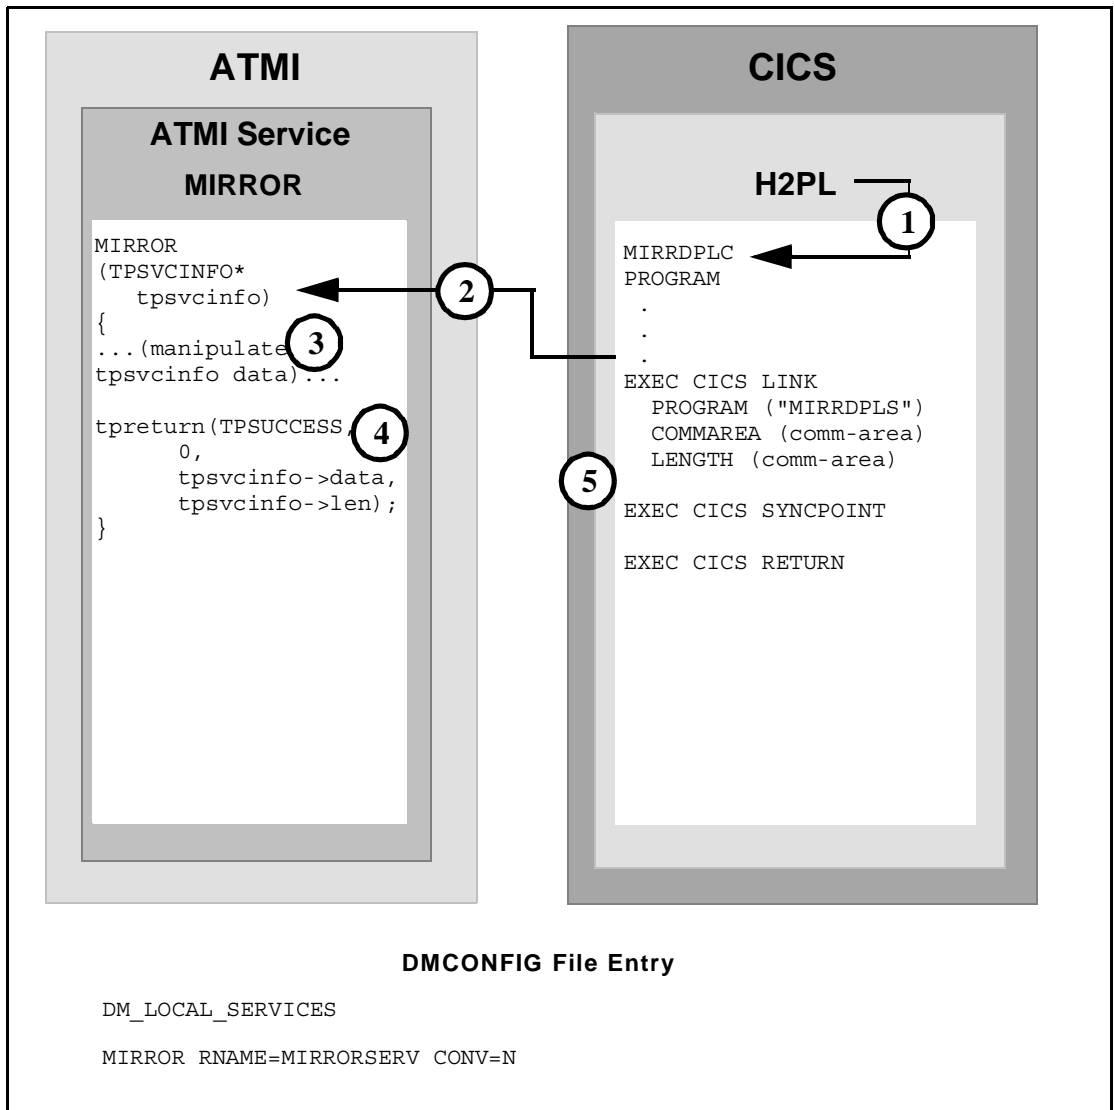 ATMI
ATMI Service
MIRROR
MIRROR
(TPSVCINFO*
tpsvcinfo)
{
...(manipulate
tpsvcinfo data)...
tpreturn(TPSUCCESS,
0,
tpsvcinfo->data,
tpsvcinfo->len);
}
3
4
2
CICS
H2PL
1
MIRRDPLC
PROGRAM
.
.
.
EXEC CICS LINK
PROGRAM ("MIRRDPLS")
COMMAREA (comm-area)
LENGTH (comm-area)
5
EXEC CICS SYNCPOINT
EXEC CICS RETURN
DMCONFIG File Entry
DM_LOCAL_SERVICES
MIRROR RNAME=MIRRORSERV CONV=N